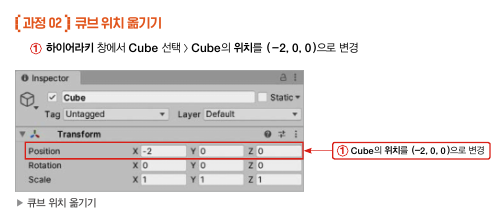 [과정 02] 큐브 위치 옮기기
① 하이어라키 창에서 Cube 선택 > Cube의 위치를 (-2, 0, 0)으로 변경
Inspector
Cube Static
Tag Untagged Layer Default
Transform
Position X -2 Y 0 Z 0
① Cube의 위치를 (-2, 0, 0)으로 변경
Rotation X 0 Y 0 Z 0
Scale X 1 Y 1 Z 1
▶ 큐브 위치 옮기기